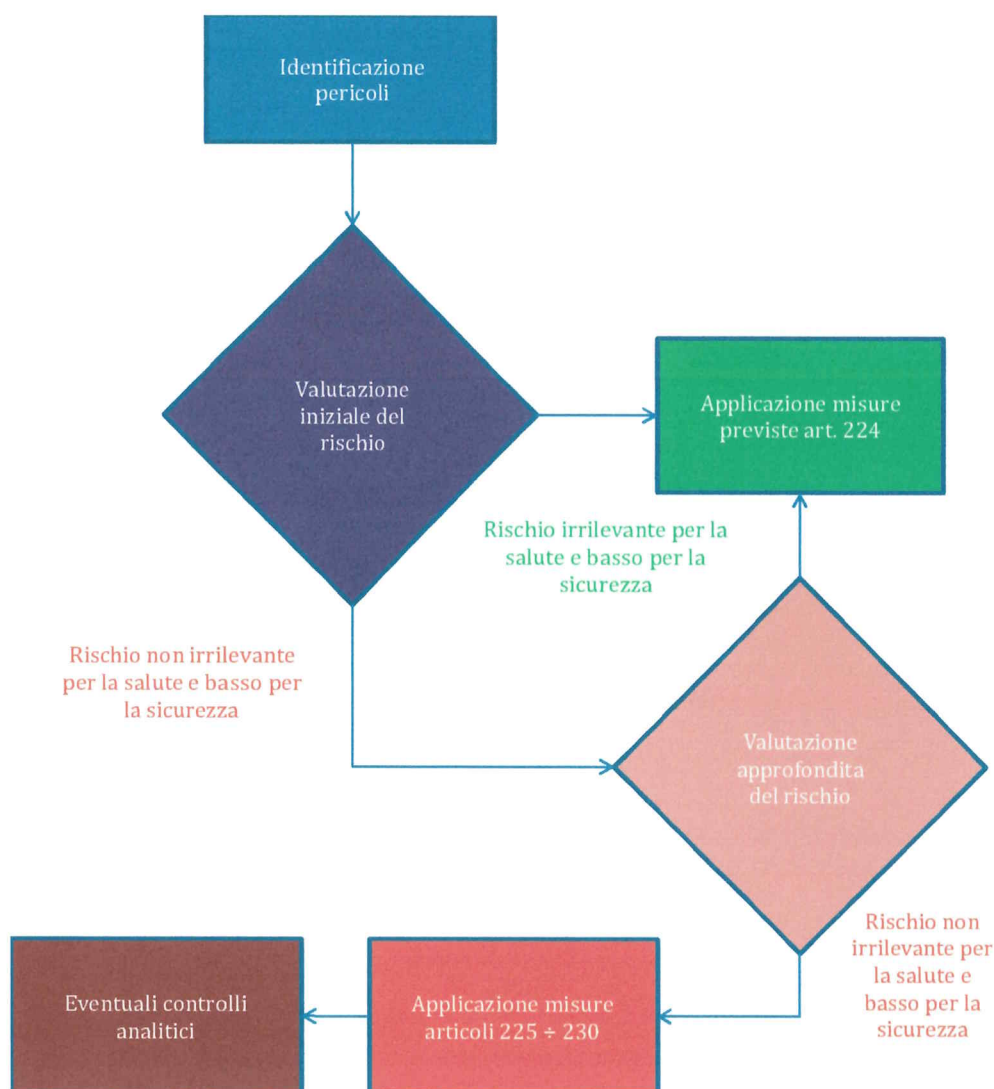 Identificazione
pericoli
Valutazione
iniziale del
rischio
Applicazione misure
previste art. 224
Rischio irrilevante per la
salute e basso per la
sicurezza
Rischio non irrilevante
per la salute e basso per
la sicurezza
Valutazione
approfondita
del rischio
Rischio non
irrilevante per
la salute e
basso per la
sicurezza
Applicazione misure
articoli 225 ÷ 230
Eventuali controlli
analitici